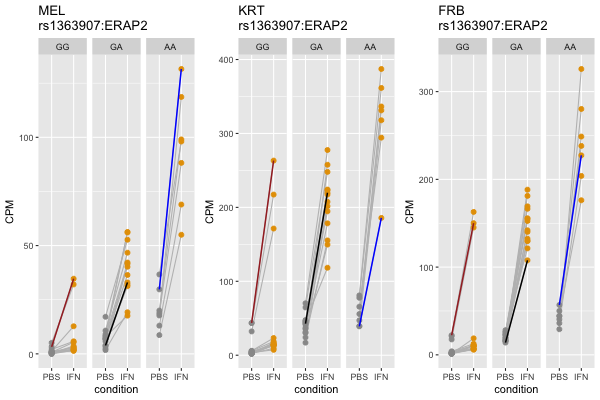 MEL
rs1363907:ERAP2
GG GA AA
CPM
0
50
100
PBS IFN PBS IFN PBS IFN
condition
KRT
rs1363907:ERAP2
GG GA AA
CPM
400
300
200
100
0
PBS IFN PBS IFN PBS IFN
condition
FRB
rs1363907:ERAP2
GG GA AA
CPM
300
200
100
0
PBS IFN PBS IFN PBS IFN
condition